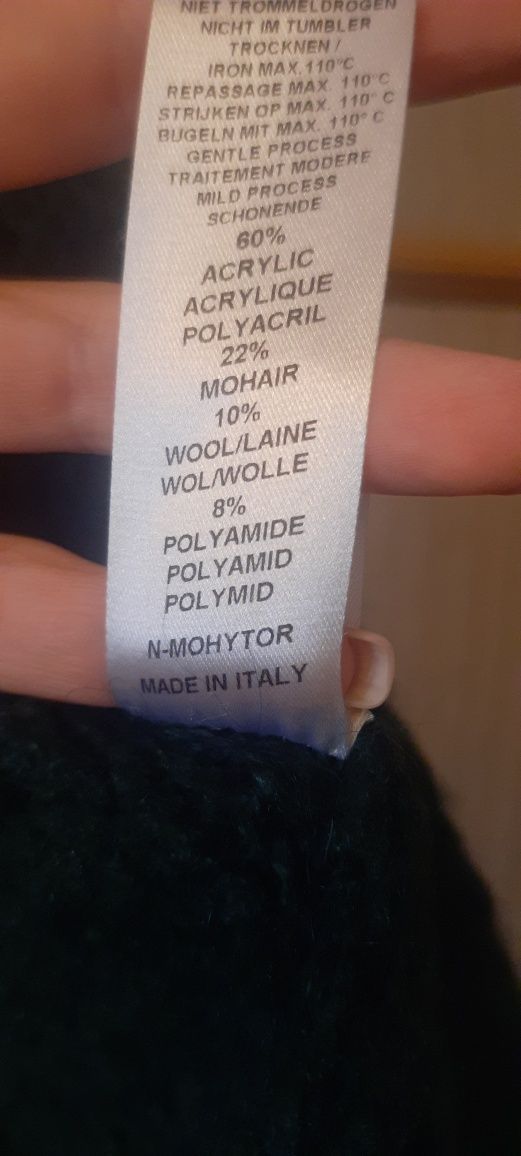 NIET TROMMELDROGEN
NICHT IM TUMBLER
TROCKNEN /
IRON MAX.110°C
REPASSAGE MAX. 110°C
STRIJKEN OP MAX. 110° C
BUGELN MIT MAX. 110° C
GENTLE PROCESS
TRAITEMENT MODERE
MILD PROCESS
SCHONENDE
60%
ACRYLIC
ACRYLIQUE
POLYACRIL
22%
MOHAIR
10%
WOOL/LAINE
WOL/WOLLE
8%
POLYAMIDE
POLYAMID
POLYMID
N-MOHYTOR
MADE IN ITALY